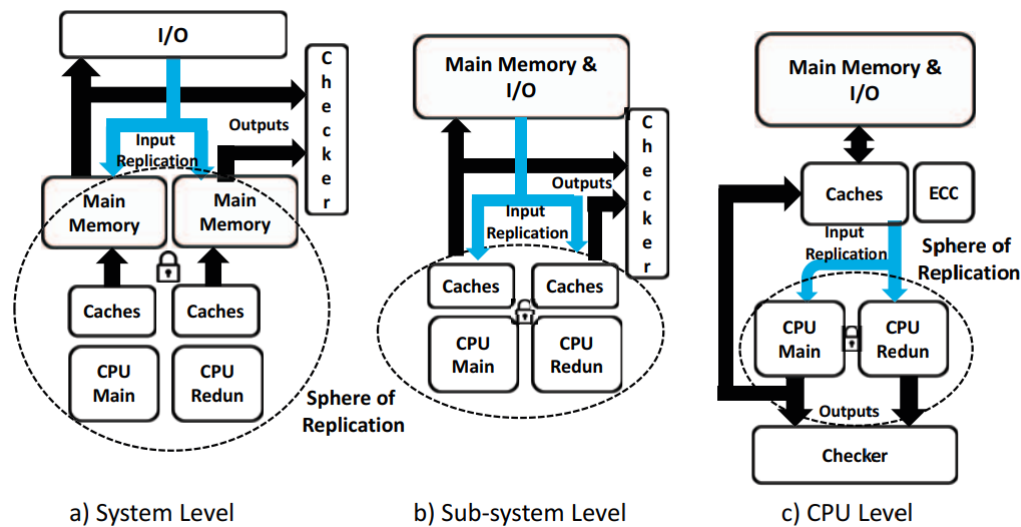 I/O
C
h
e
c
k
e
r
Outputs
Input
Replication
Main
Memory
Main
Memory
Caches
Caches
CPU
Main
CPU
Redun
Sphere of
Replication
a) System Level
Main Memory &
I/O
C
h
e
c
k
e
r
Outputs
Input
Replication
Caches
Caches
CPU
Main
CPU
Redun
b) Sub-system Level
Main Memory &
I/O
Caches
ECC
Input
Replication
Sphere of
Replication
CPU
Main
CPU
Redun
Outputs
Checker
c) CPU Level